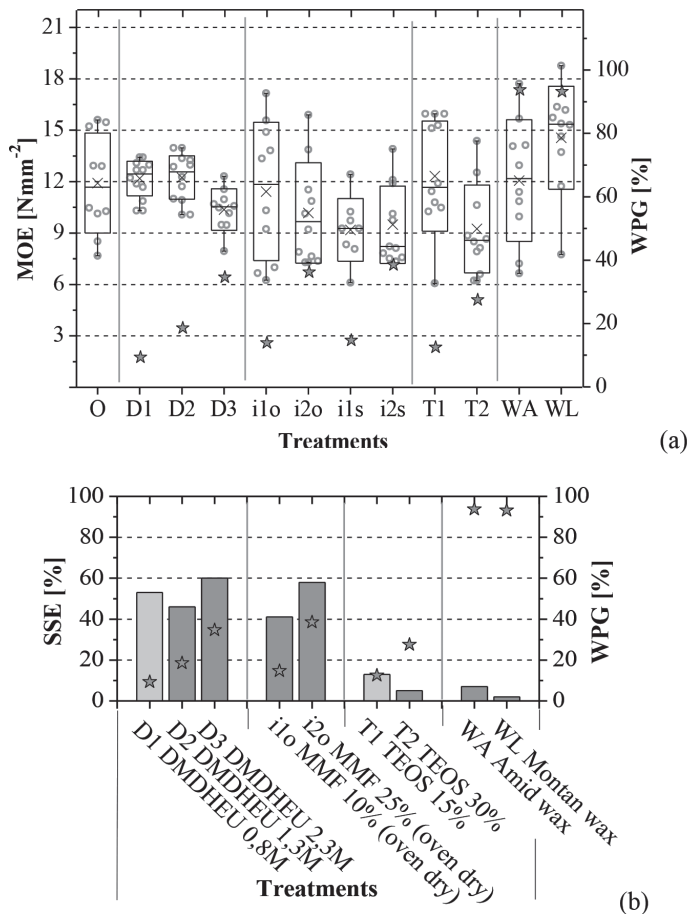 21
18
15
12
9
6
3
MOE [Nmm⁻²]
100
80
60
40
20
0
WPG [%]
O D1 D2 D3 i1o i2o i1s i2s T1 T2 WA WL
Treatments
(a)
100
80
60
40
20
0
SSE [%]
100
80
60
40
20
0
WPG [%]
D1 DMDHEU 0,8M
D2 DMDHEU 1,3M
D3 DMDHEU 2,3M
i1o MMF 10% (oven dry)
i2o MMF 25% (oven dry)
T1 TEOS 15%
T2 TEOS 30%
WA Amid wax
WL Montan wax
Treatments
(b)